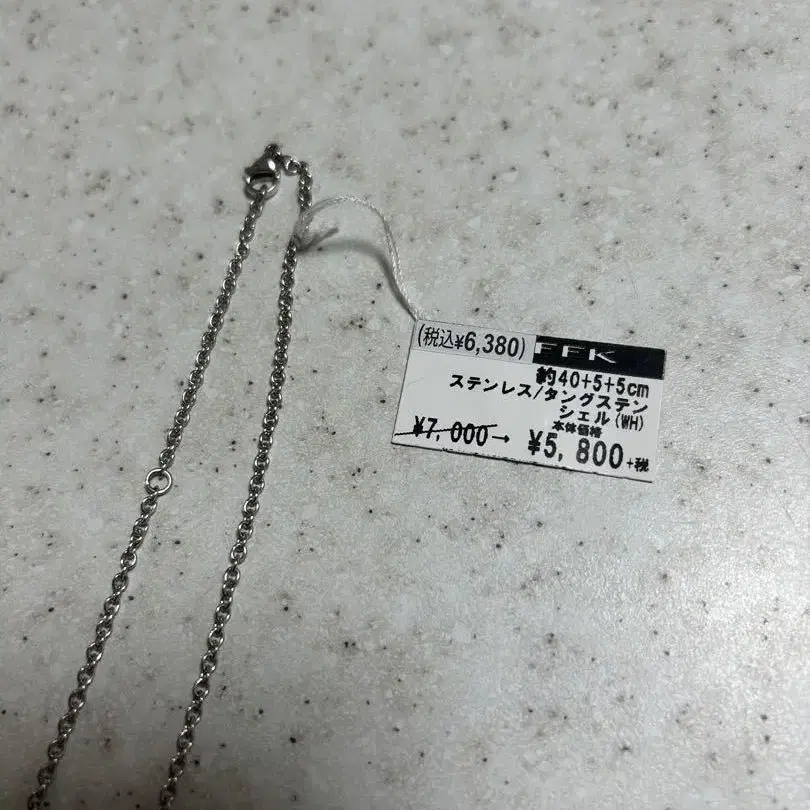 (税込¥6,380) FFK
約40+5+5cm
ステンレス/タングステン
シェル(WH)
本体価格
¥7,000→ ¥5,800+税